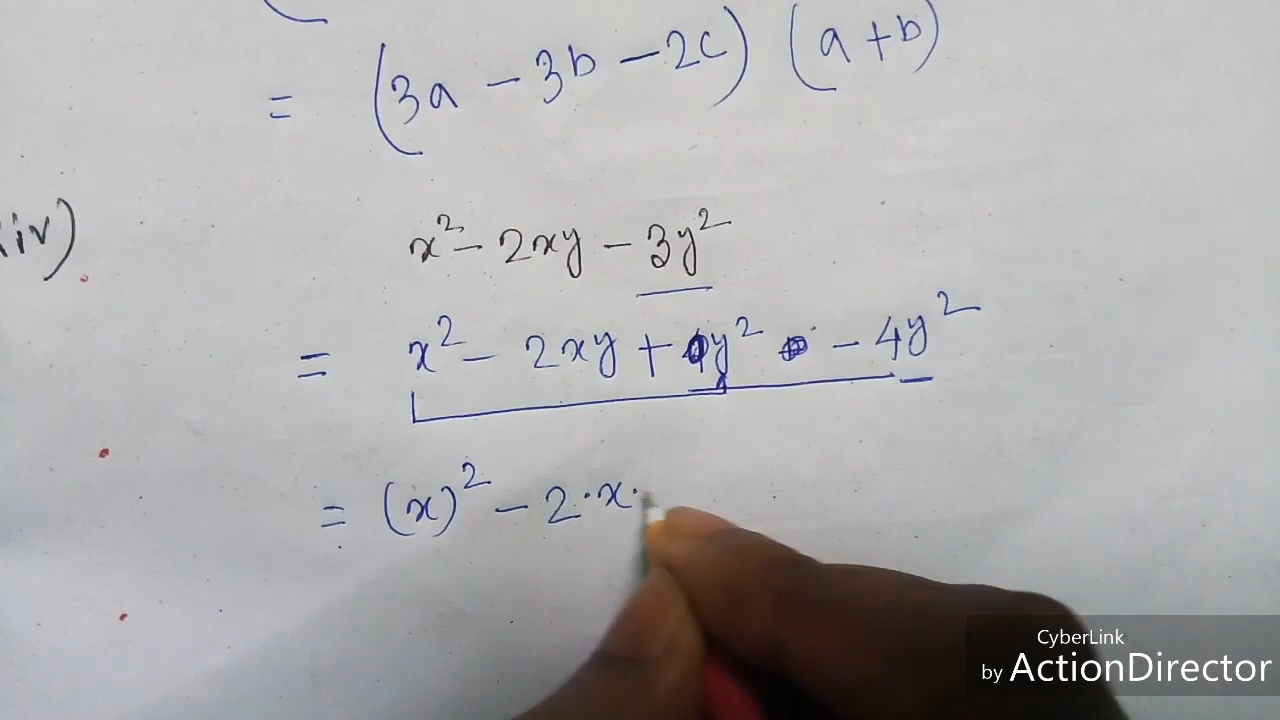 = (3a - 3b - 2c) (a + b)
iv)
x² - 2xy - 3y²
= x² - 2xy + y² - 4y²
= (x)² - 2·x·
CyberLink
by ActionDirector